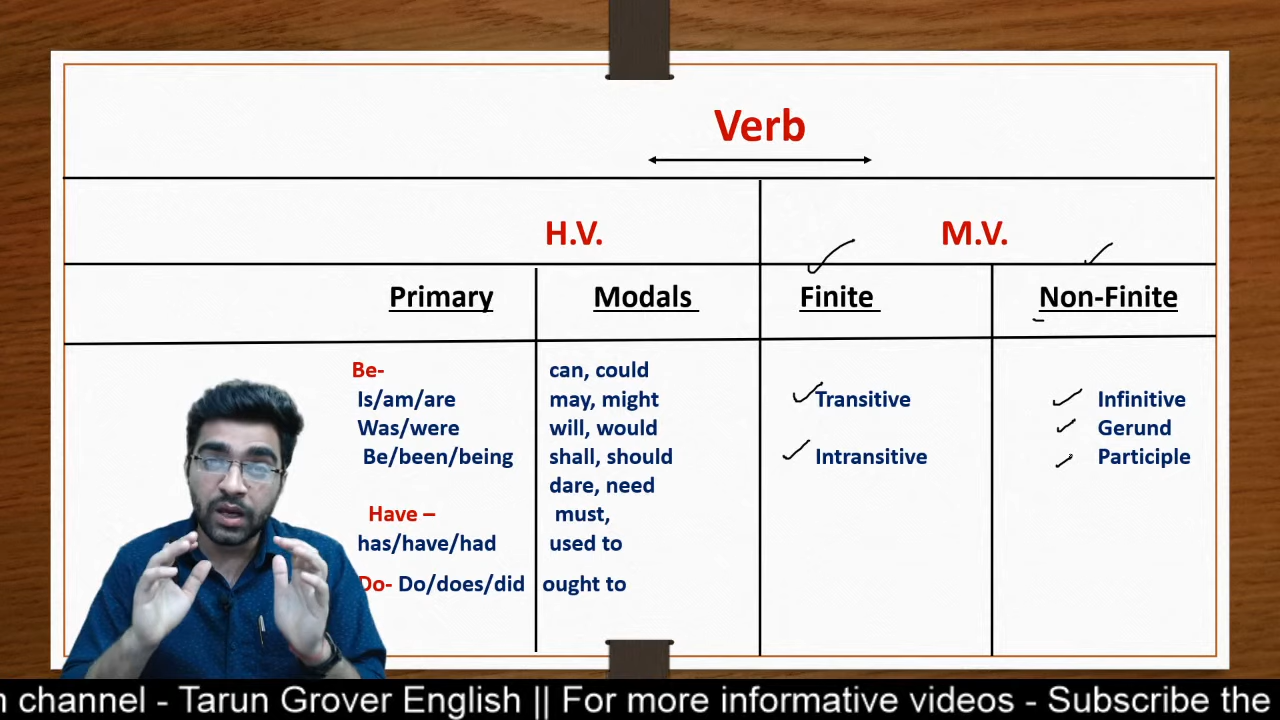 Verb
H.V. M.V.
Primary Modals Finite Non-Finite
Be- can, could
Is/am/are may, might Transitive Infinitive
Was/were will, would Gerund
Be/been/being shall, should Intransitive Participle
dare, need
Have – must,
has/have/had used to
Do- Do/does/did ought to
channel - Tarun Grover English || For more informative videos - Subscribe the